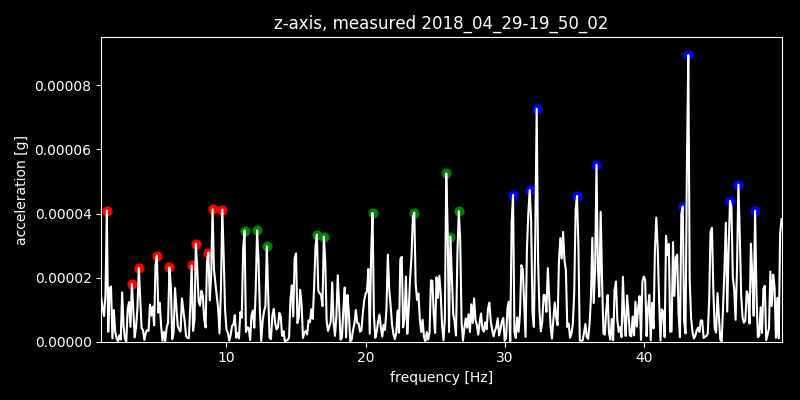 z-axis, measured 2018_04_29-19_50_02
acceleration [g]
0.00008
0.00006
0.00004
0.00002
0.00000
10 20 30 40
frequency [Hz]